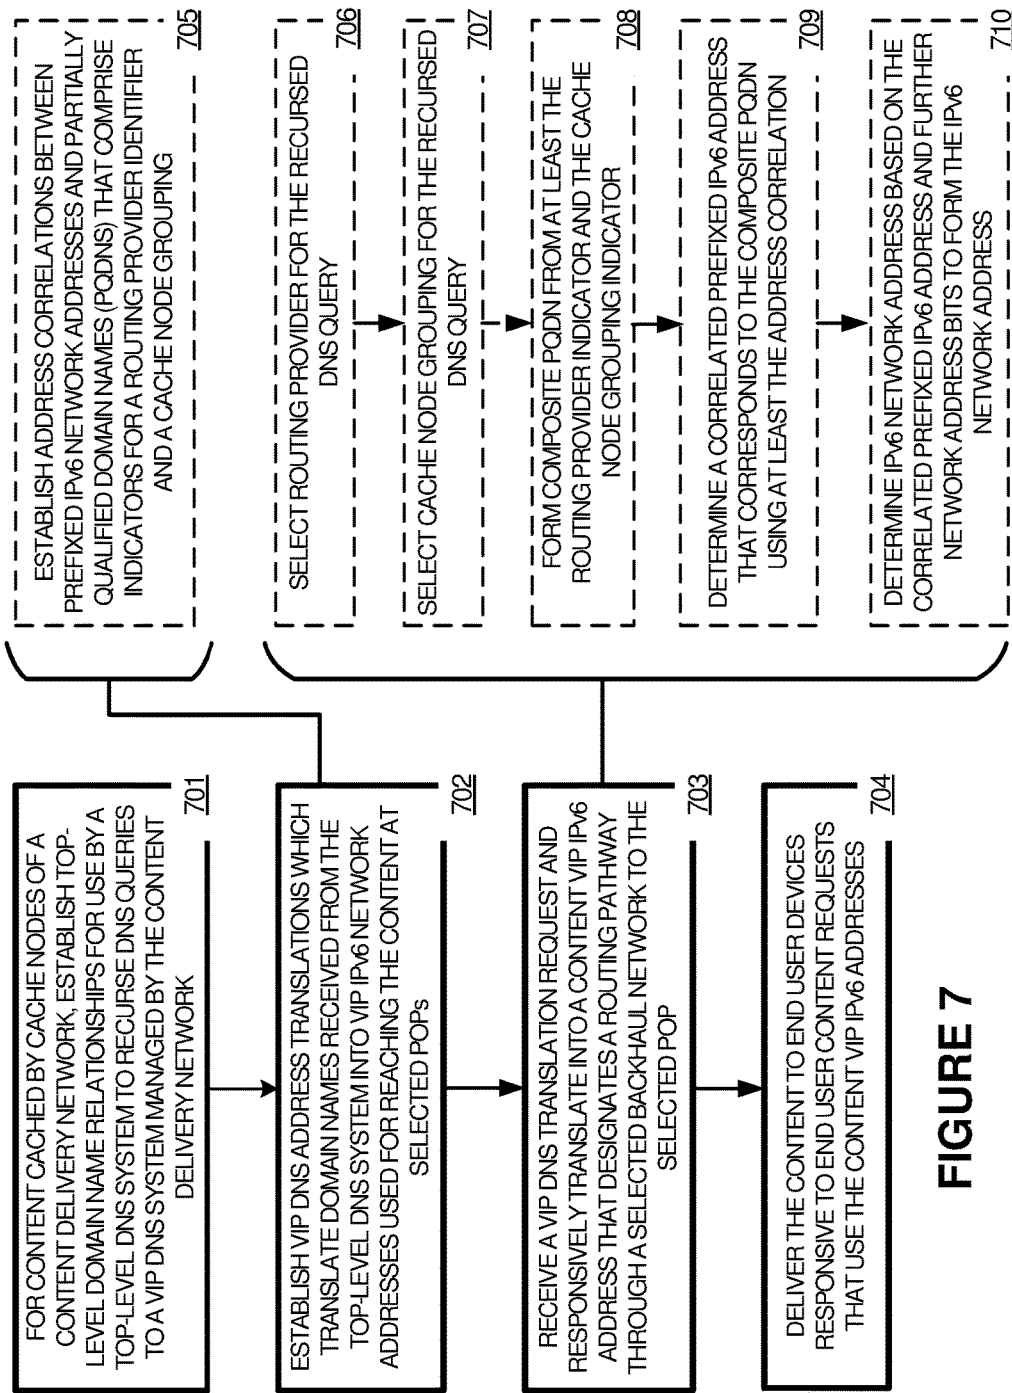 FOR CONTENT CACHED BY CACHE NODES OF A
CONTENT DELIVERY NETWORK, ESTABLISH TOP-
LEVEL DOMAIN NAME RELATIONSHIPS FOR USE BY A
TOP-LEVEL DNS SYSTEM TO RECURSE DNS QUERIES
TO A VIP DNS SYSTEM MANAGED BY THE CONTENT
DELIVERY NETWORK
701
ESTABLISH VIP DNS ADDRESS TRANSLATIONS WHICH
TRANSLATE DOMAIN NAMES RECEIVED FROM THE
TOP-LEVEL DNS SYSTEM INTO VIP IPv6 NETWORK
ADDRESSES USED FOR REACHING THE CONTENT AT
SELECTED POPs
702
RECEIVE A VIP DNS TRANSLATION REQUEST AND
RESPONSIVELY TRANSLATE INTO A CONTENT VIP IPv6
ADDRESS THAT DESIGNATES A ROUTING PATHWAY
THROUGH A SELECTED BACKHAUL NETWORK TO THE
SELECTED POP
703
DELIVER THE CONTENT TO END USER DEVICES
RESPONSIVE TO END USER CONTENT REQUESTS
THAT USE THE CONTENT VIP IPv6 ADDRESSES
704
ESTABLISH ADDRESS CORRELATIONS BETWEEN
PREFIXED IPv6 NETWORK ADDRESSES AND PARTIALLY
QUALIFIED DOMAIN NAMES (PQDNS) THAT COMPRISE
INDICATORS FOR A ROUTING PROVIDER IDENTIFIER
AND A CACHE NODE GROUPING
705
SELECT ROUTING PROVIDER FOR THE RECURSED
DNS QUERY
706
SELECT CACHE NODE GROUPING FOR THE RECURSED
DNS QUERY
707
FORM COMPOSITE PQDN FROM AT LEAST THE
ROUTING PROVIDER INDICATOR AND THE CACHE
NODE GROUPING INDICATOR
708
DETERMINE A CORRELATED PREFIXED IPv6 ADDRESS
THAT CORRESPONDS TO THE COMPOSITE PQDN
USING AT LEAST THE ADDRESS CORRELATION
709
DETERMINE IPv6 NETWORK ADDRESS BASED ON THE
CORRELATED PREFIXED IPv6 ADDRESS AND FURTHER
NETWORK ADDRESS BITS TO FORM THE IPv6
NETWORK ADDRESS
710
FIGURE 7